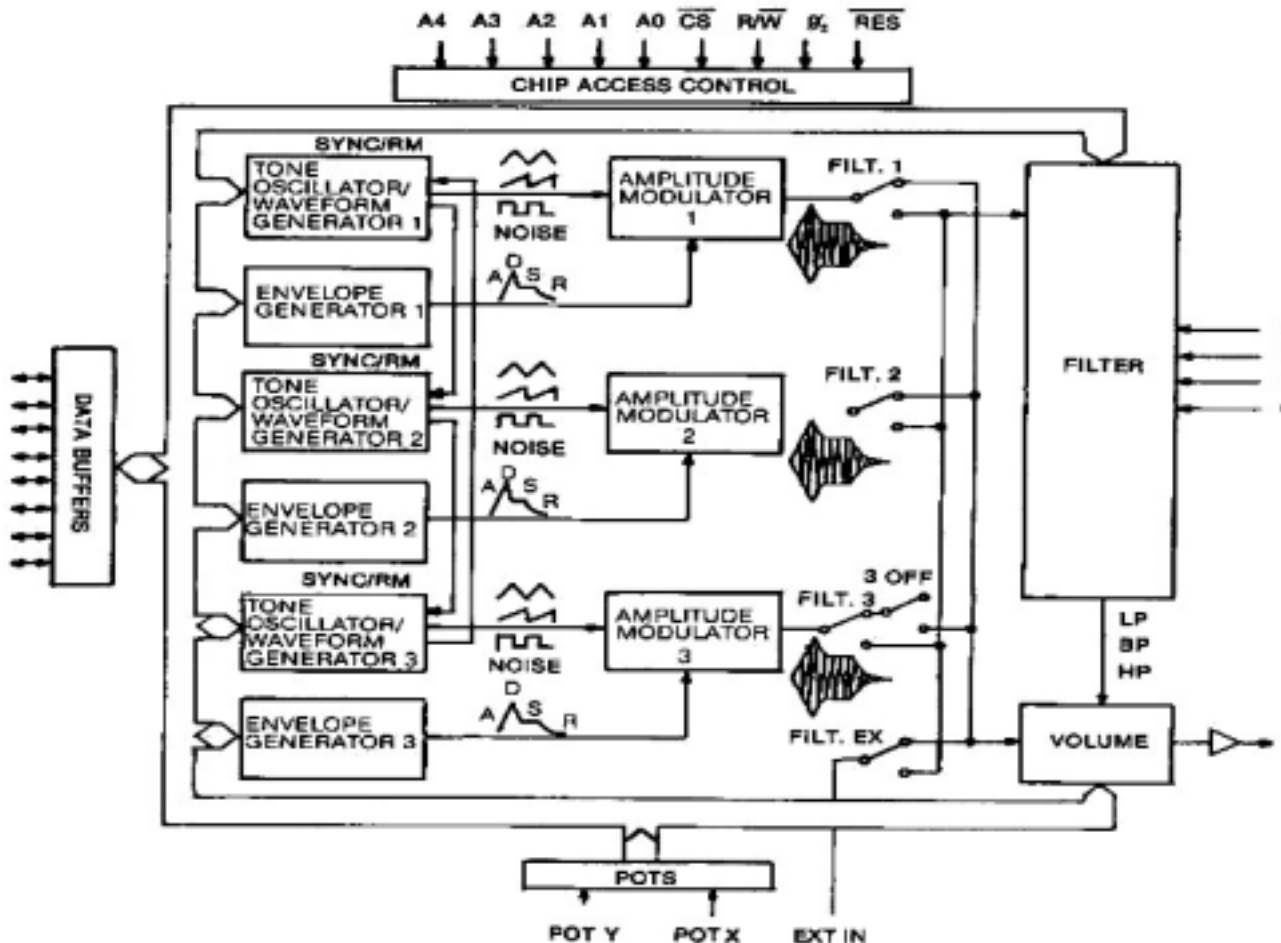 A4 A3 A2 A1 A0 CS R/W RES
CHIP ACCESS CONTROL
SYNC/RM
TONE
OSCILLATOR/
WAVEFORM
GENERATOR 1
NOISE
AMPLITUDE
MODULATOR
1
FILT. 1
ENVELOPE
GENERATOR 1
A D S R
SYNC/RM
TONE
OSCILLATOR/
WAVEFORM
GENERATOR 2
NOISE
AMPLITUDE
MODULATOR
2
FILT. 2
FILTER
DATA BUFFERS
ENVELOPE
GENERATOR 2
A D S R
SYNC/RM
TONE
OSCILLATOR/
WAVEFORM
GENERATOR 3
NOISE
AMPLITUDE
MODULATOR
3
FILT. 3
3 OFF
LP
BP
HP
ENVELOPE
GENERATOR 3
A D S R
FILT. EX
VOLUME
POTS
POT Y POT X EXT IN